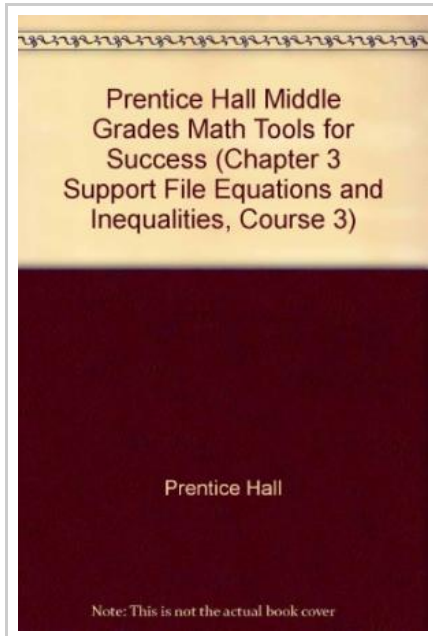 Prentice Hall Middle
Grades Math Tools for
Success (Chapter 3
Support File Equations and
Inequalities, Course 3)
Prentice Hall
Note: This is not the actual book cover